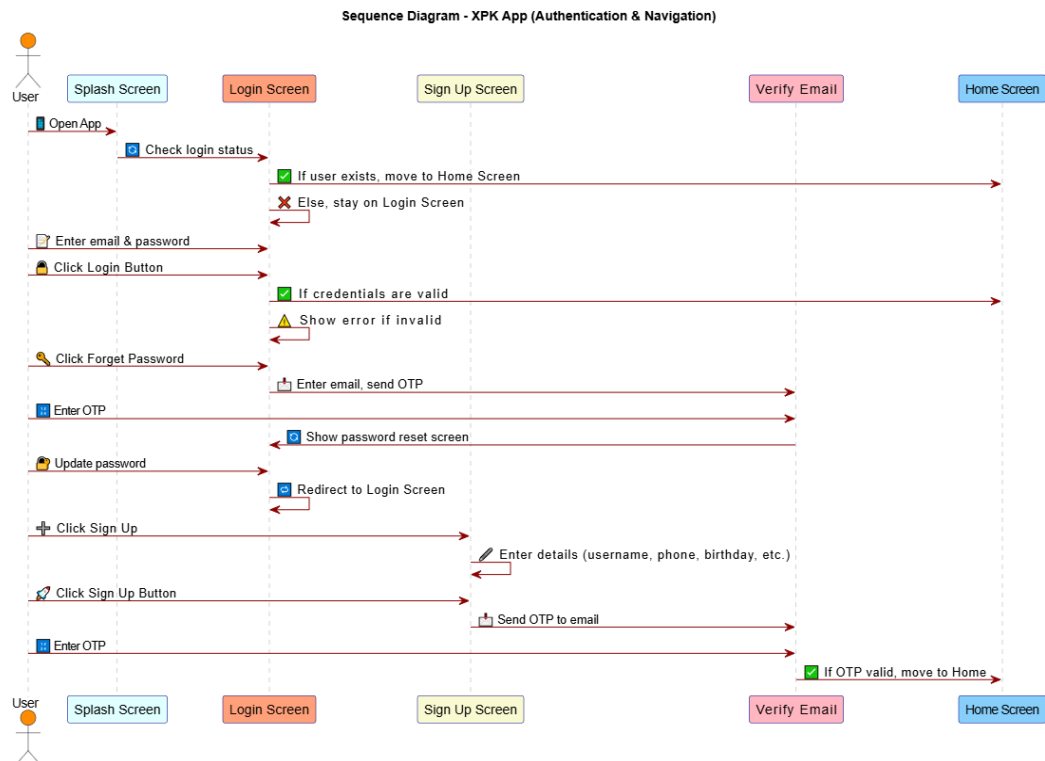 Sequence Diagram - XPK App (Authentication & Navigation)
User
Splash Screen
Login Screen
Sign Up Screen
Verify Email
Home Screen
Open App
Check login status
If user exists, move to Home Screen
Else, stay on Login Screen
Enter email & password
Click Login Button
If credentials are valid
Show error if invalid
Click Forget Password
Enter email, send OTP
Enter OTP
Show password reset screen
Update password
Redirect to Login Screen
Click Sign Up
Enter details (username, phone, birthday, etc.)
Click Sign Up Button
Send OTP to email
Enter OTP
If OTP valid, move to Home
User
Splash Screen
Login Screen
Sign Up Screen
Verify Email
Home Screen